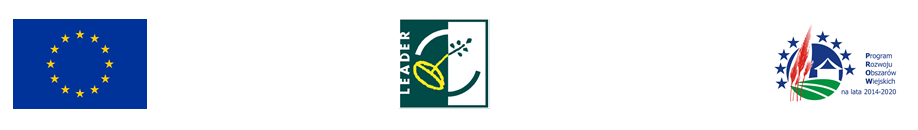 LEADER
Program
Rozwoju
Obszarów
Wiejskich
na lata 2014-2020